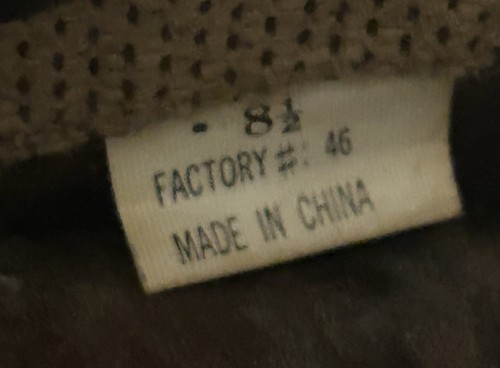 - 8½
FACTORY #: 46
MADE IN CHINA